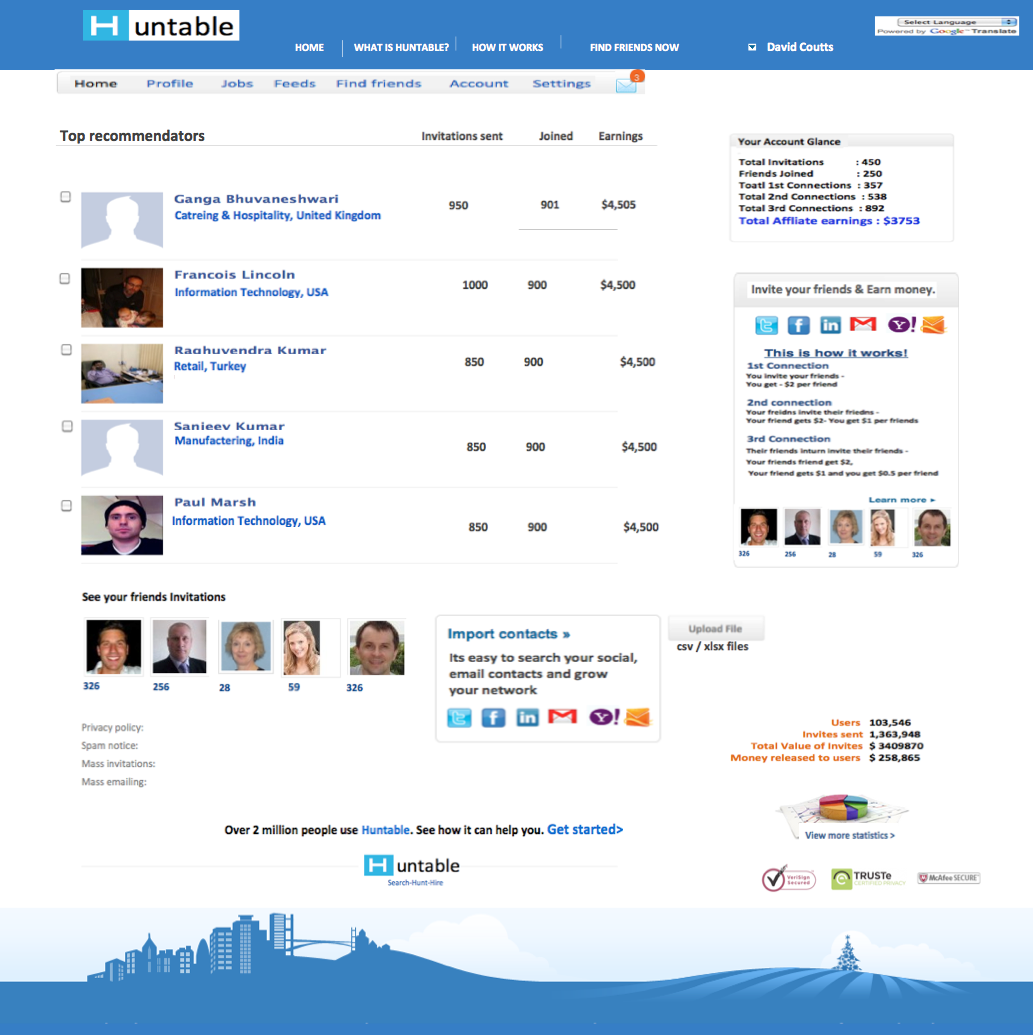 H untable
Select Language
Powered by Google™ Translate
HOME
WHAT IS HUNTABLE?
HOW IT WORKS
FIND FRIENDS NOW
David Coutts
Home Profile Jobs Feeds Find friends Account Settings 3
Top recommendators Invitations sent Joined Earnings
Ganga Bhuvaneshwari
Catreing & Hospitality, United Kingdom
950 901 $4,505
Francois Lincoln
Information Technology, USA
1000 900 $4,500
Raghuvendra Kumar
Retail, Turkey
850 900 $4,500
Sanjeev Kumar
Manufactering, India
850 900 $4,500
Paul Marsh
Information Technology, USA
850 900 $4,500
Your Account Glance
Total Invitations : 450
Friends Joined : 250
Toatl 1st Connections : 357
Total 2nd Connections : 538
Total 3rd Connections : 892
Total Affliate earnings : $3753
Invite your friends & Earn money.
This is how it works!
1st Connection
You invite your friends -
You get - $2 per friend
2nd connection
Your freidns invite their friedns -
Your friend gets $2- You get $1 per friends
3rd Connection
Their friends inturn invite their friends -
Your friends friend get $2,
Your friend gets $1 and you get $0.5 per friend
Learn more ►
326 256 28 59 326
See your friends Invitations
326 256 28 59 326
Import contacts »
Its easy to search your social,
email contacts and grow
your network
Upload File
csv / xlsx files
Privacy policy:
Spam notice:
Mass invitations:
Mass emailing:
Users 103,546
Invites sent 1,363,948
Total Value of Invites $ 3409870
Money released to users $ 258,865
View more statistics >
Over 2 million people use Huntable. See how it can help you. Get started>
H untable
Search-Hunt-Hire
VeriSign
Secured
TRUSTe
CERTIFIED PRIVACY
McAfee SECURE